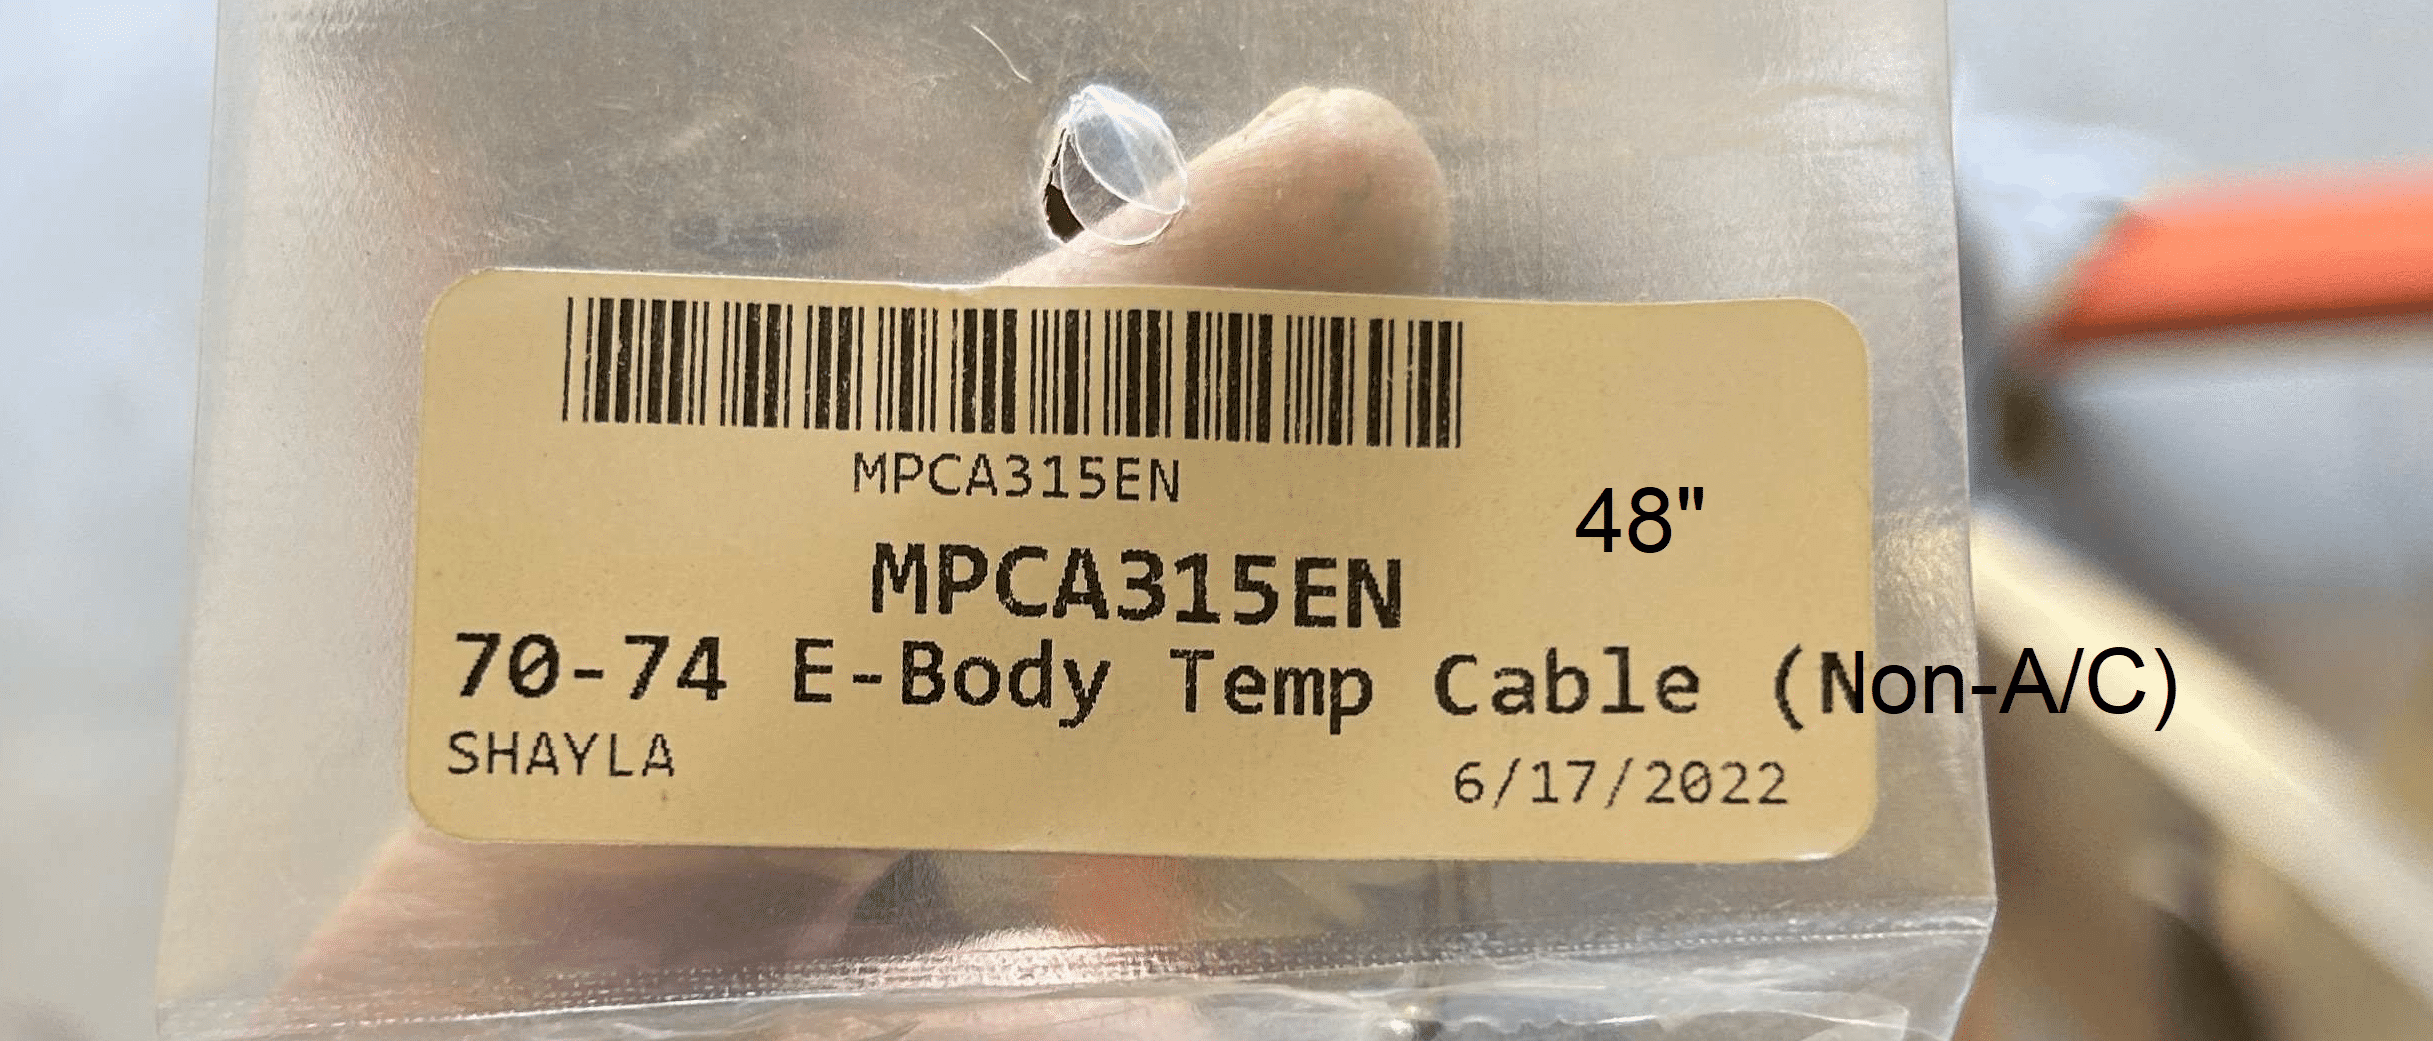 MPCA315EN
48"
MPCA315EN
70-74 E-Body Temp Cable (Non-A/C)
SHAYLA 6/17/2022